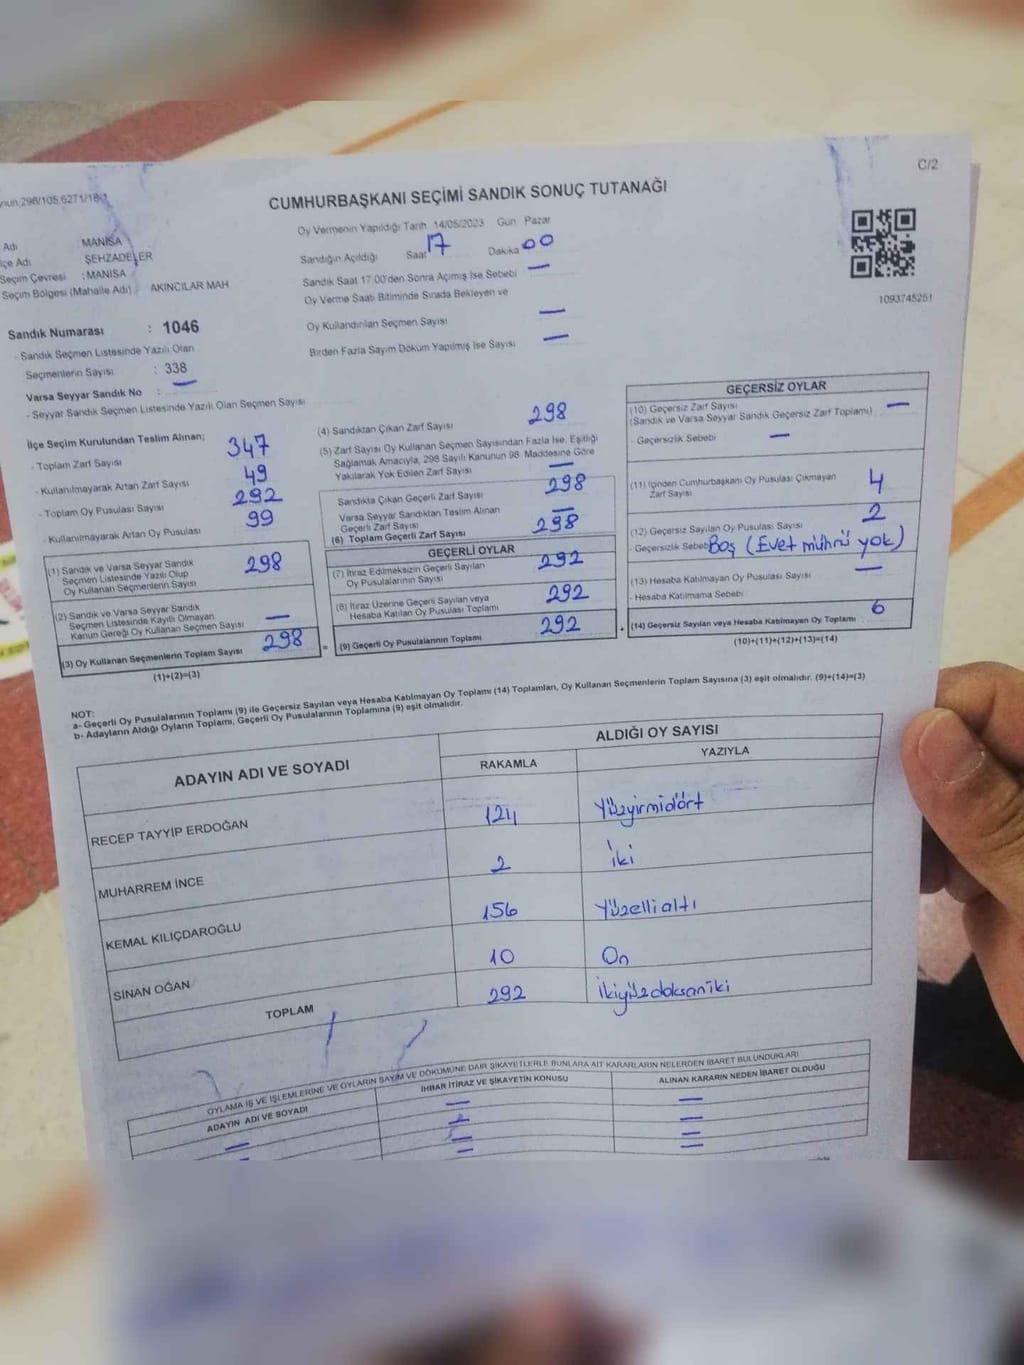 C/2
CUMHURBAŞKANI SEÇİMİ SANDIK SONUÇ TUTANAĞI
Oy Vermenin Yapıldığı Tarih 14/05/2023 Gün Pazar
Adı : MANİSA
İlçe Adı : ŞEHZADELER
Seçim Çevresi : MANİSA
Seçim Bölgesi (Mahalle Adı) : AKINCILAR MAH
Sandığın Açıldığı Saat 17 Dakika 00
Sandık Saat 17:00'den Sonra Açılmış İse Sebebi —
Oy Verme Saati Bitiminde Sırada Bekleyen ve
Oy Kullandırılan Seçmen Sayısı —
Birden Fazla Sayım Döküm Yapılmış İse Sayısı —
1093745251
Sandık Numarası : 1046
- Sandık Seçmen Listesinde Yazılı Olan
Seçmenlerin Sayısı : 338
Varsa Seyyar Sandık No : —
- Seyyar Sandık Seçmen Listesinde Yazılı Olan Seçmen Sayısı
İlçe Seçim Kurulundan Teslim Alınan;
- Toplam Zarf Sayısı 347
- Kullanılmayarak Artan Zarf Sayısı 49
- Toplam Oy Pusulası Sayısı 292
- Kullanılmayarak Artan Oy Pusulası 99
(1) Sandık ve Varsa Seyyar Sandık
Seçmen Listesinde Yazılı Olup
Oy Kullanan Seçmenlerin Sayısı 298
(2) Sandık ve Varsa Seyyar Sandık
Seçmen Listesinde Kayıtlı Olmayan
Kanun Gereği Oy Kullanan Seçmen Sayısı —
(3) Oy Kullanan Seçmenlerin Toplam Sayısı 298
(1)+(2)=(3)
(4) Sandıktan Çıkan Zarf Sayısı 298
(5) Zarf Sayısı Oy Kullanan Seçmen Sayısından Fazla İse, Eşitliği
Sağlamak Amacıyla, 298 Sayılı Kanunun 98. Maddesine Göre
Yakılarak Yok Edilen Zarf Sayısı —
Sandıkta Çıkan Geçerli Zarf Sayısı 298
Varsa Seyyar Sandıktan Teslim Alınan
Geçerli Zarf Sayısı —
(6) Toplam Geçerli Zarf Sayısı 298
GEÇERLİ OYLAR
(7) İtiraz Edilmeksizin Geçerli Sayılan
Oy Pusulalarının Sayısı 292
(8) İtiraz Üzerine Geçerli Sayılan veya
Hesaba Katılan Oy Pusulası Toplamı 292
= (9) Geçerli Oy Pusulalarının Toplamı 292 +
GEÇERSİZ OYLAR
(10) Geçersiz Zarf Sayısı —
(Sandık ve Varsa Seyyar Sandık Geçersiz Zarf Toplamı)
- Geçersizlik Sebebi —
(11) İçinden Cumhurbaşkanı Oy Pusulası Çıkmayan
Zarf Sayısı 4
(12) Geçersiz Sayılan Oy Pusulası Sayısı 2
- Geçersizlik Sebebi Boş (Evet mührü yok)
(13) Hesaba Katılmayan Oy Pusulası Sayısı —
- Hesaba Katılmama Sebebi
(14) Geçersiz Sayılan veya Hesaba Katılmayan Oy Toplamı 6
(10)+(11)+(12)+(13)=(14)
NOT:
a- Geçerli Oy Pusulalarının Toplamı (9) ile Geçersiz Sayılan veya Hesaba Katılmayan Oy Toplamı (14) Toplamları, Oy Kullanan Seçmenlerin Toplam Sayısına (3) eşit olmalıdır. (9)+(14)=(3)
b- Adayların Aldığı Oyların Toplamı, Geçerli Oy Pusulalarının Toplamına (9) eşit olmalıdır.
ADAYIN ADI VE SOYADI ALDIĞI OY SAYISI
RAKAMLA YAZIYLA
RECEP TAYYİP ERDOĞAN 124 Yüzyirmidört
MUHARREM İNCE 2 İki
KEMAL KILIÇDAROĞLU 156 Yüzellialtı
SİNAN OĞAN 10 On
TOPLAM 292 İkiyüzdoksaniki
OYLAMA İŞ VE İŞLEMLERİNE VE OYLARIN SAYIM VE DÖKÜMÜNE DAİR ŞİKAYETLERLE BUNLARA AİT KARARLARIN NELERDEN İBARET BULUNDUKLARI
ADAYIN ADI VE SOYADI İHBAR İTİRAZ VE ŞİKAYETİN KONUSU ALINAN KARARIN NEDEN İBARET OLDUĞU